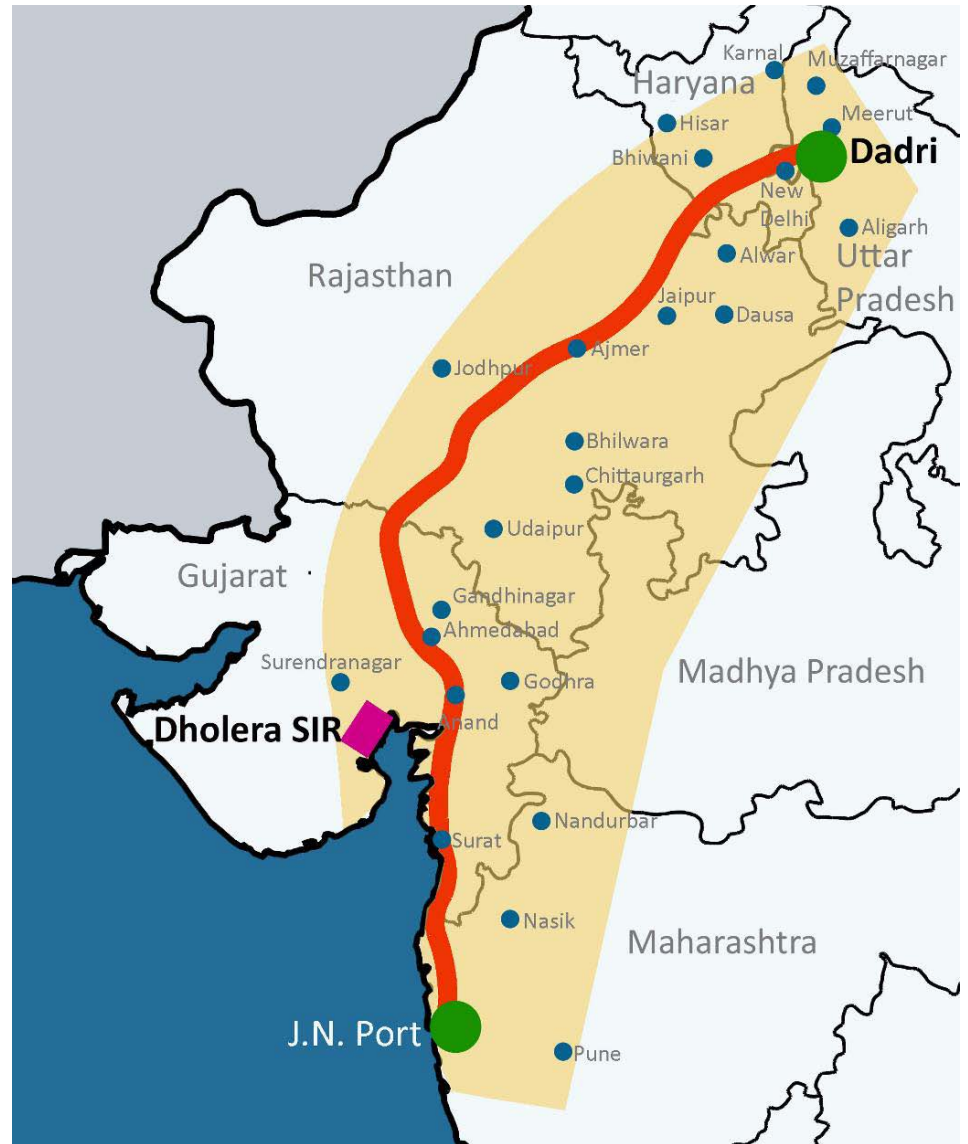 Karnal
Muzaffarnagar
Haryana
Hisar
Meerut
Bhiwani
Dadri
New
Delhi
Aligarh
Alwar
Uttar
Pradesh
Rajasthan
Jaipur
Dausa
Ajmer
Jodhpur
Bhilwara
Chittaurgarh
Udaipur
Gujarat
Gandhinagar
Ahmedabad
Surendranagar
Godhra
Madhya Pradesh
Anand
Dholera SIR
Nandurbar
Surat
Nasik
Maharashtra
J.N. Port
Pune